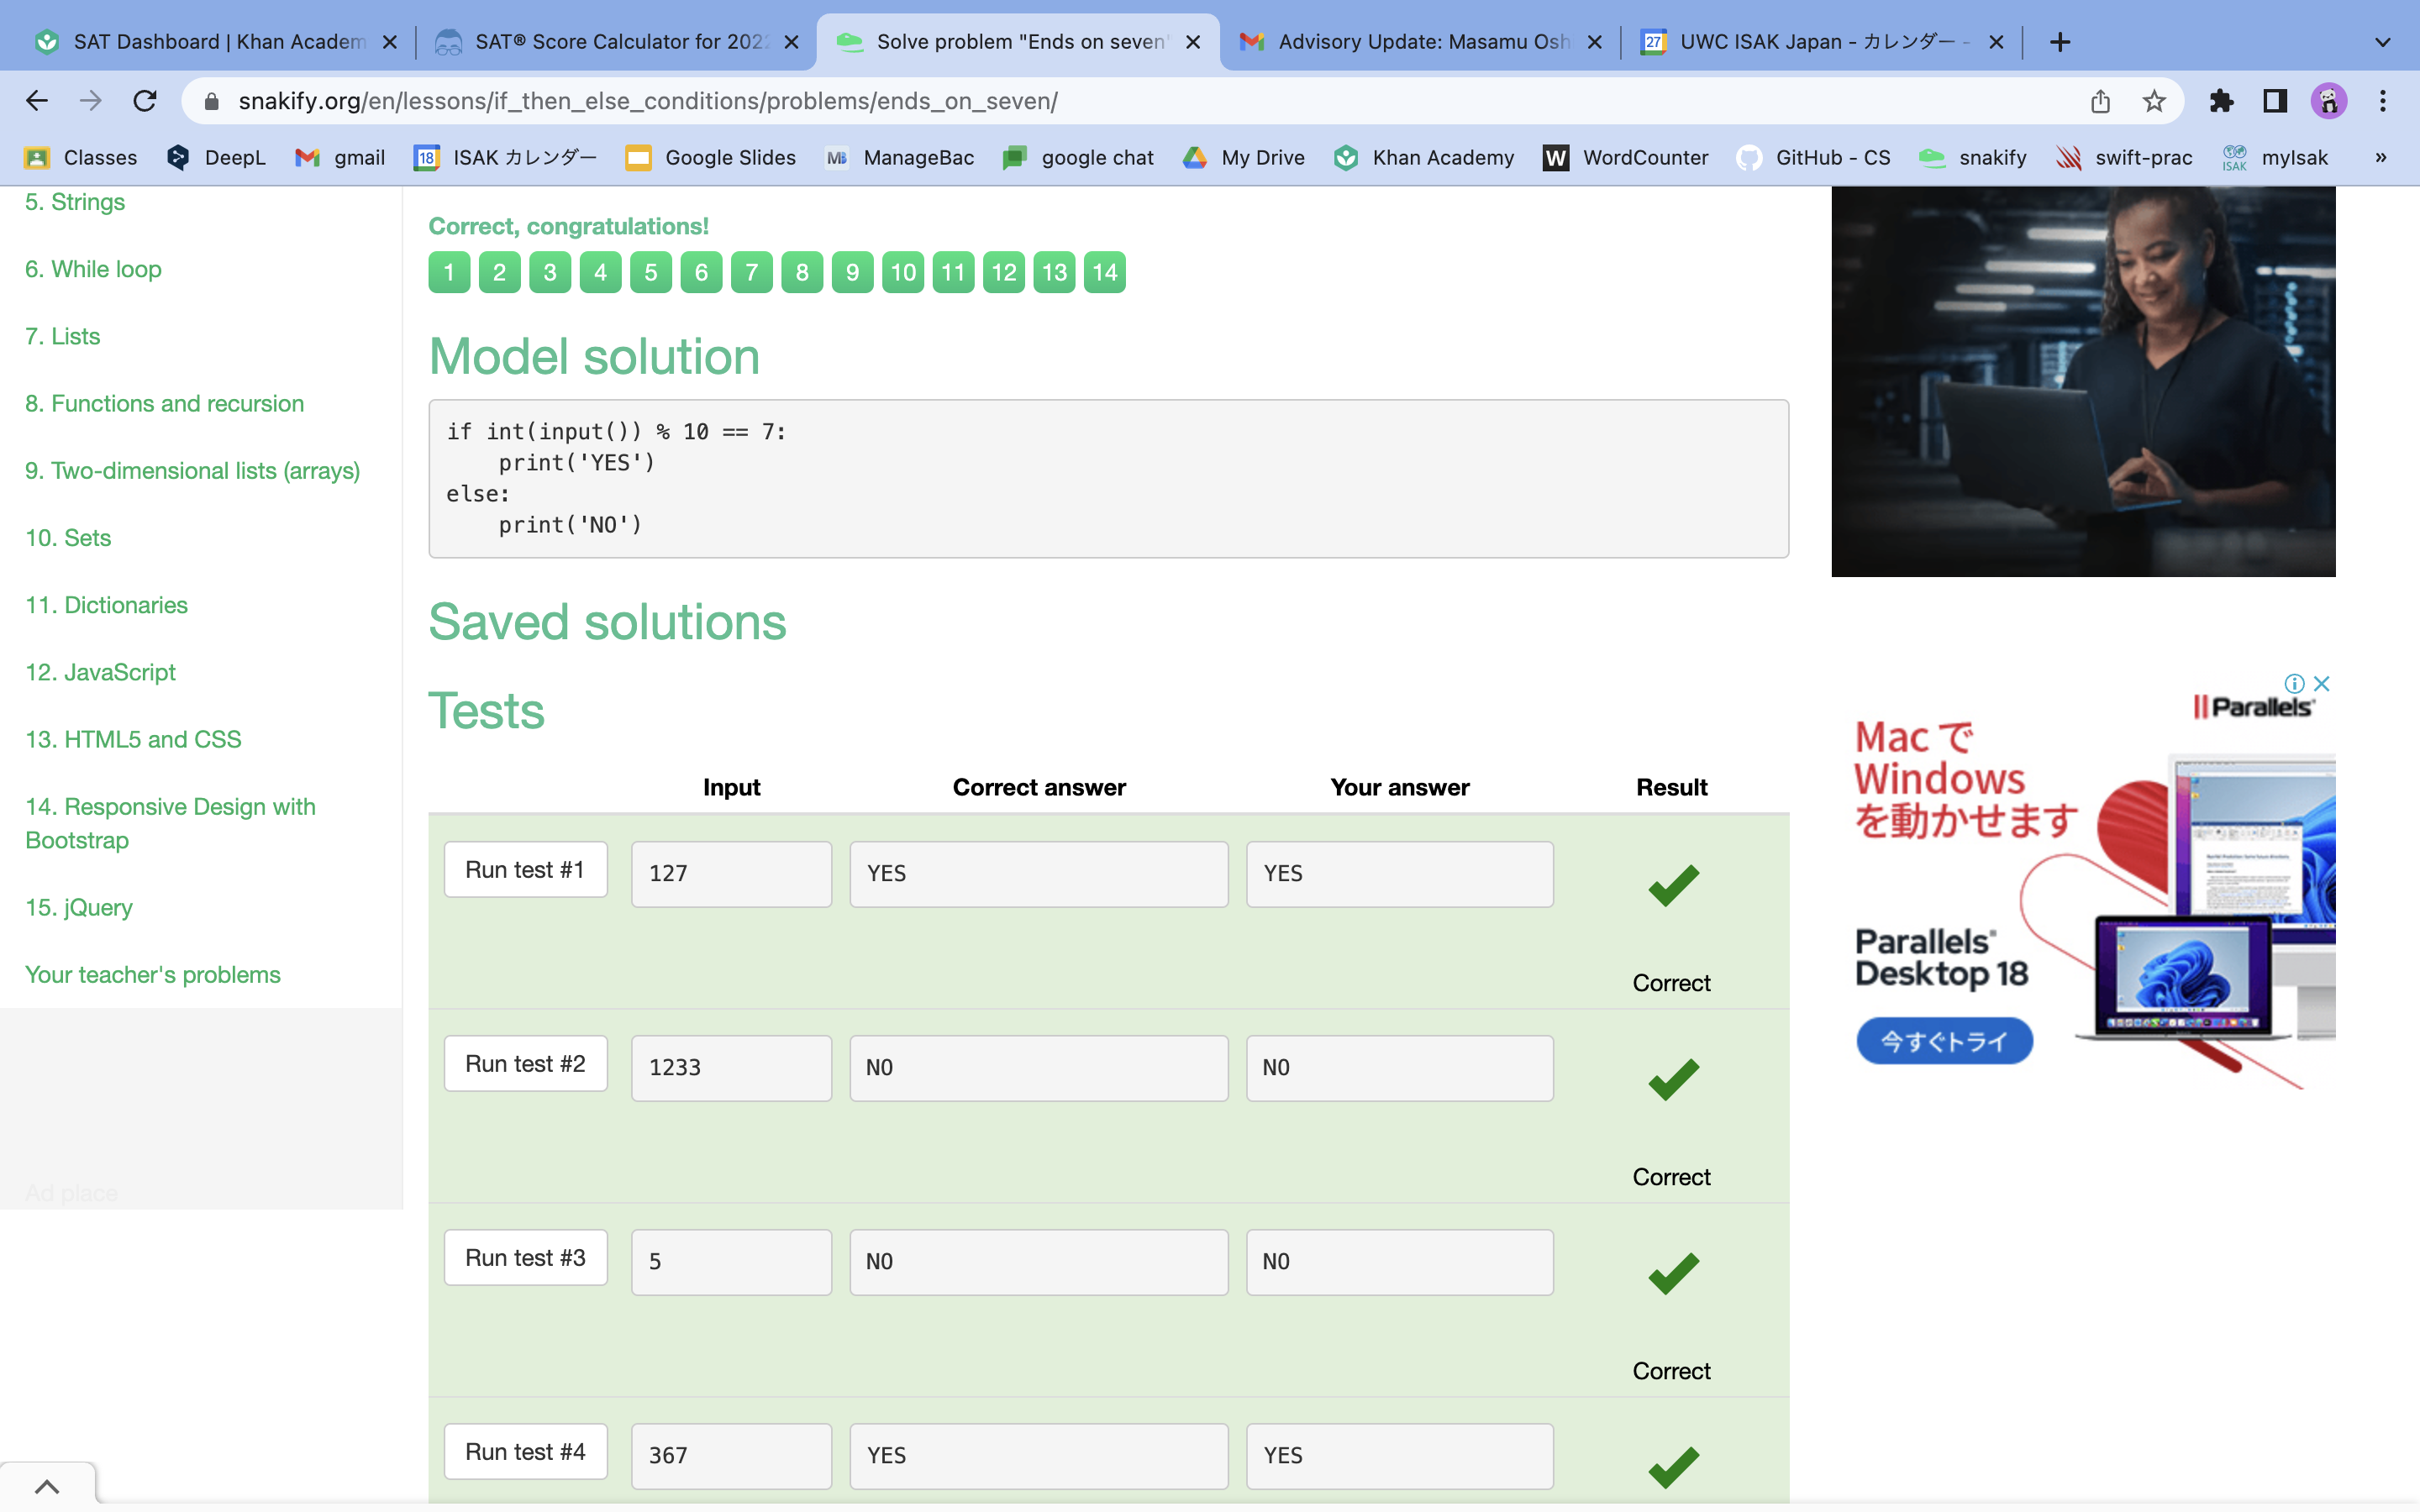 SAT Dashboard | Khan Academ
SAT® Score Calculator for 202
Solve problem "Ends on seven"
Advisory Update: Masamu Osh
27 UWC ISAK Japan - カレンダー -
snakify.org/en/lessons/if_then_else_conditions/problems/ends_on_seven/
Classes
DeepL
gmail
18 ISAK カレンダー
Google Slides
MB ManageBac
google chat
My Drive
Khan Academy
W WordCounter
GitHub - CS
snakify
swift-prac
ISAK myIsak
»
5. Strings
6. While loop
7. Lists
8. Functions and recursion
9. Two-dimensional lists (arrays)
10. Sets
11. Dictionaries
12. JavaScript
13. HTML5 and CSS
14. Responsive Design with
Bootstrap
15. jQuery
Your teacher's problems
Ad place
Correct, congratulations!
1 2 3 4 5 6 7 8 9 10 11 12 13 14
Model solution
if int(input()) % 10 == 7:
    print('YES')
else:
    print('NO')
Saved solutions
Tests
Input Correct answer Your answer Result
Run test #1 127 YES YES
Correct
Run test #2 1233 NO NO
Correct
Run test #3 5 NO NO
Correct
Run test #4 367 YES YES
Parallels
Mac で
Windows
を動かせます
Parallels®
Desktop 18
今すぐトライ